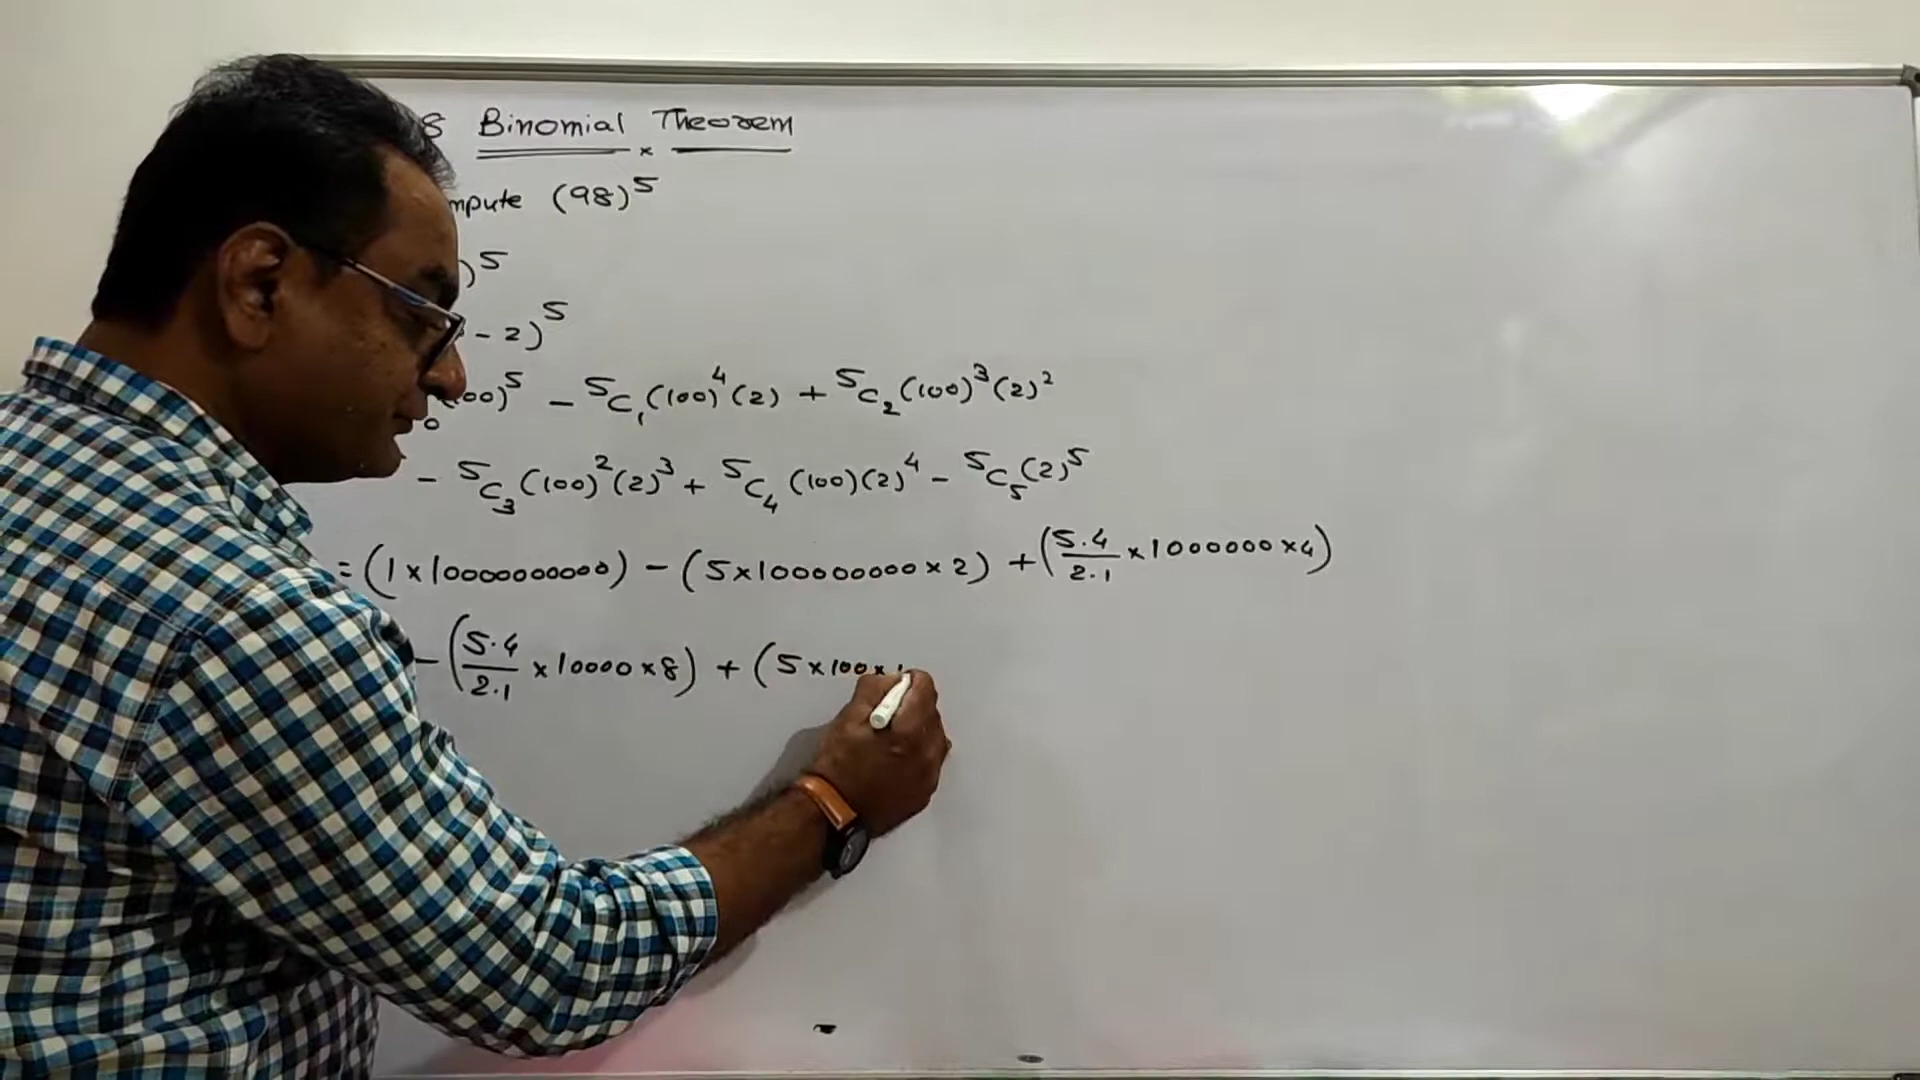 8 Binomial Theorem
mpute (98)⁵
)⁵
- 2)⁵
₀(100)⁵ - ⁵C₁(100)⁴(2) + ⁵C₂(100)³(2)²
- ⁵C₃(100)²(2)³ + ⁵C₄(100)(2)⁴ - ⁵C₅(2)⁵
= (1×10000000000) - (5×100000000×2) + (5.4/2.1 ×1000000×4)
- (5.4/2.1 ×10000×8) + (5×100×